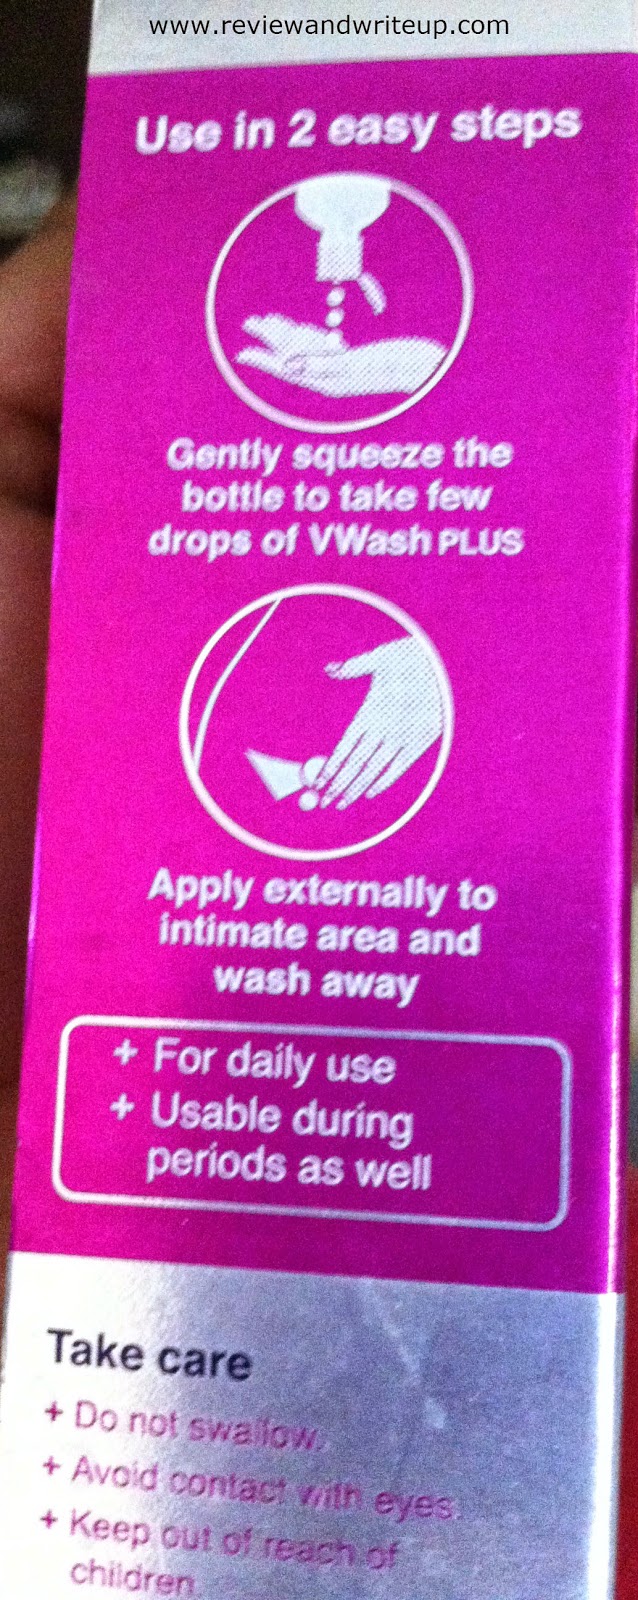 www.reviewandwriteup.com
Use in 2 easy steps
Gently squeeze the
bottle to take few
drops of VWash PLUS
Apply externally to
intimate area and
wash away
+ For daily use
+ Usable during
periods as well
Take care
+ Do not swallow.
+ Avoid contact with eyes.
+ Keep out of reach of
children.